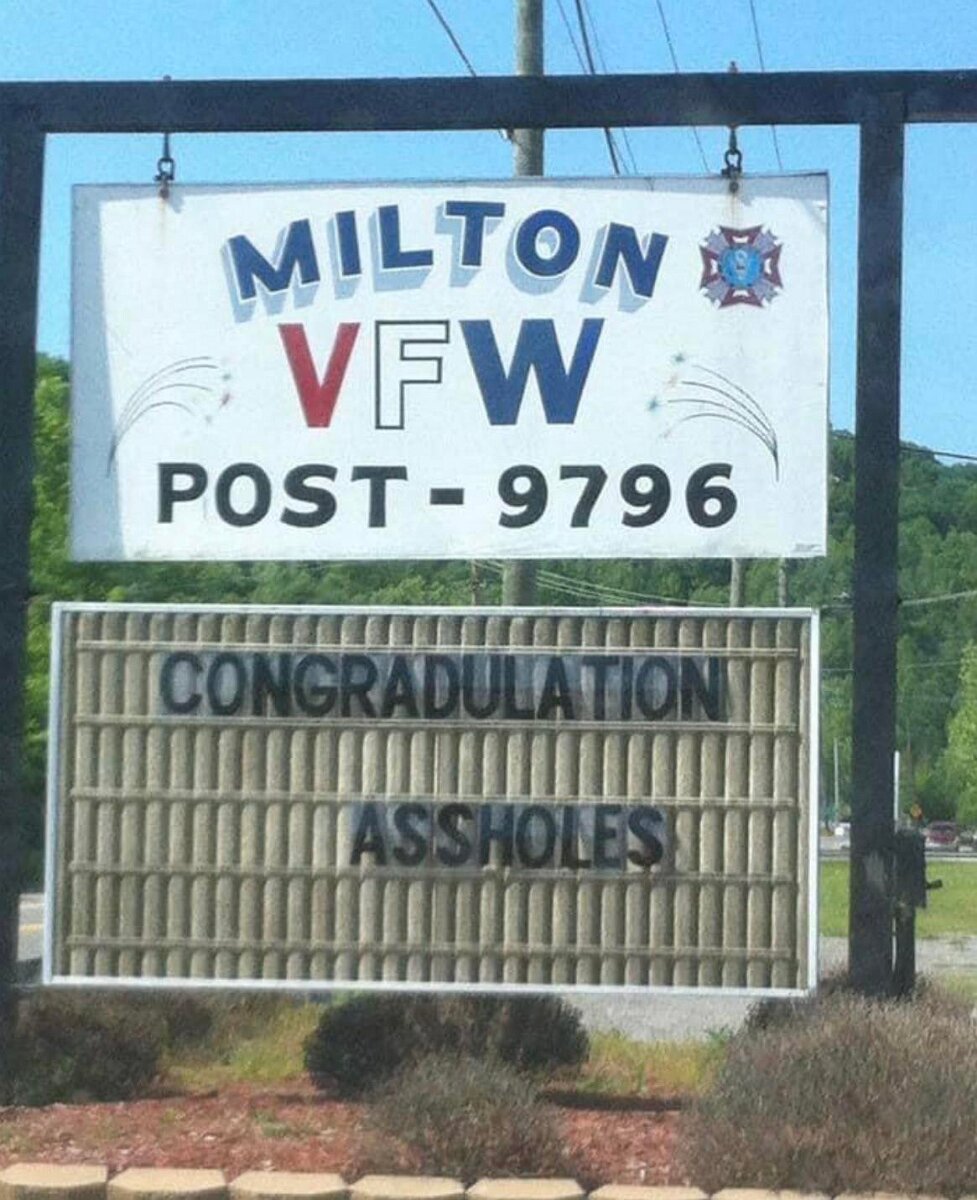 MILTON
VFW
POST - 9796
CONGRADULATION
ASSHOLES